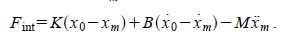 F_int = K(x_0 − x_m) + B(ẋ_0 − ẋ_m) − Mẍ_m .